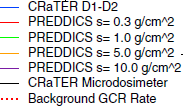 CRaTER D1-D2
PREDDICS s= 0.3 g/cm^2
PREDDICS s= 1.0 g/cm^2
PREDDICS s= 5.0 g/cm^2
PREDDICS s= 10.0 g/cm^2
CRaTER Microdosimeter
Background GCR Rate